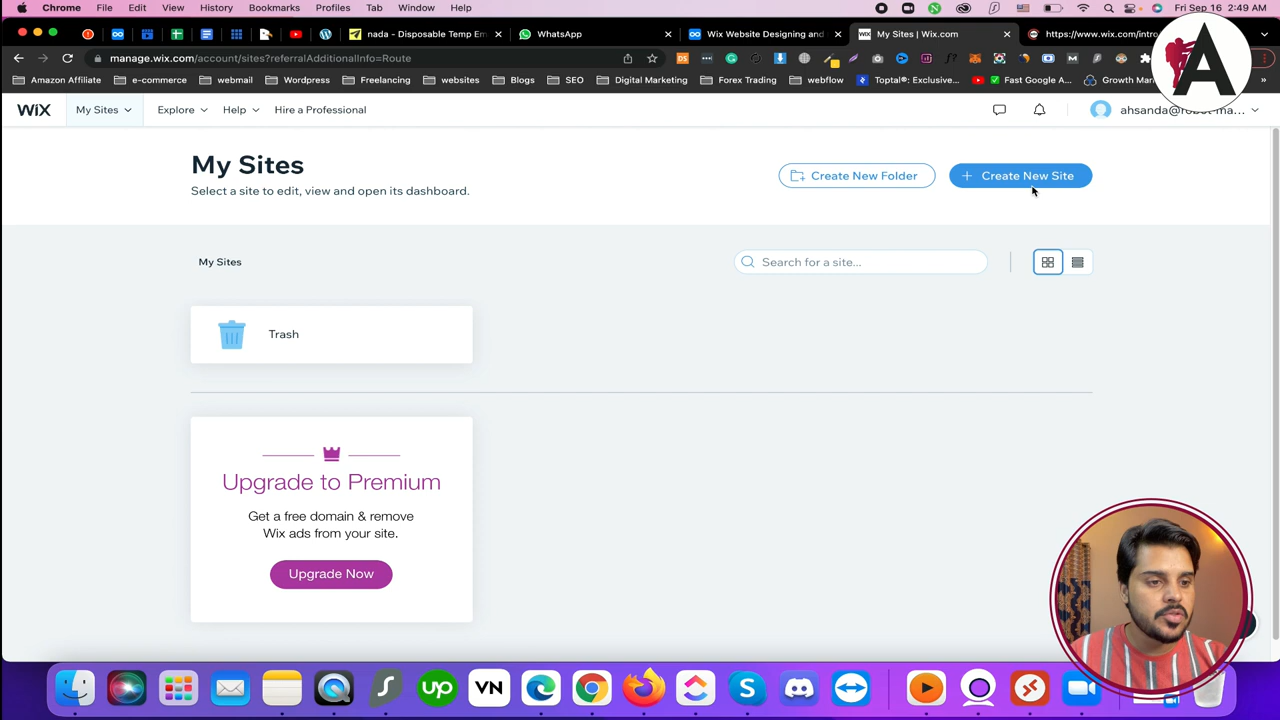 Chrome File Edit View History Bookmarks Profiles Tab Window Help Fri Sep 16 2:49 AM
nada - Disposable Temp Em WhatsApp Wix Website Designing and My Sites | Wix.com https://www.wix.com/intro
manage.wix.com/account/sites?referralAdditionalInfo=Route
Amazon Affiliate e-commerce webmail Wordpress Freelancing websites Blogs SEO Digital Marketing Forex Trading webflow Toptal®: Exclusive... Fast Google A... Growth Mark
WiX My Sites Explore Help Hire a Professional
My Sites
Create New Folder + Create New Site
Select a site to edit, view and open its dashboard.
My Sites Search for a site...
Trash
Upgrade to Premium
Get a free domain & remove
Wix ads from your site.
Upgrade Now
up VN